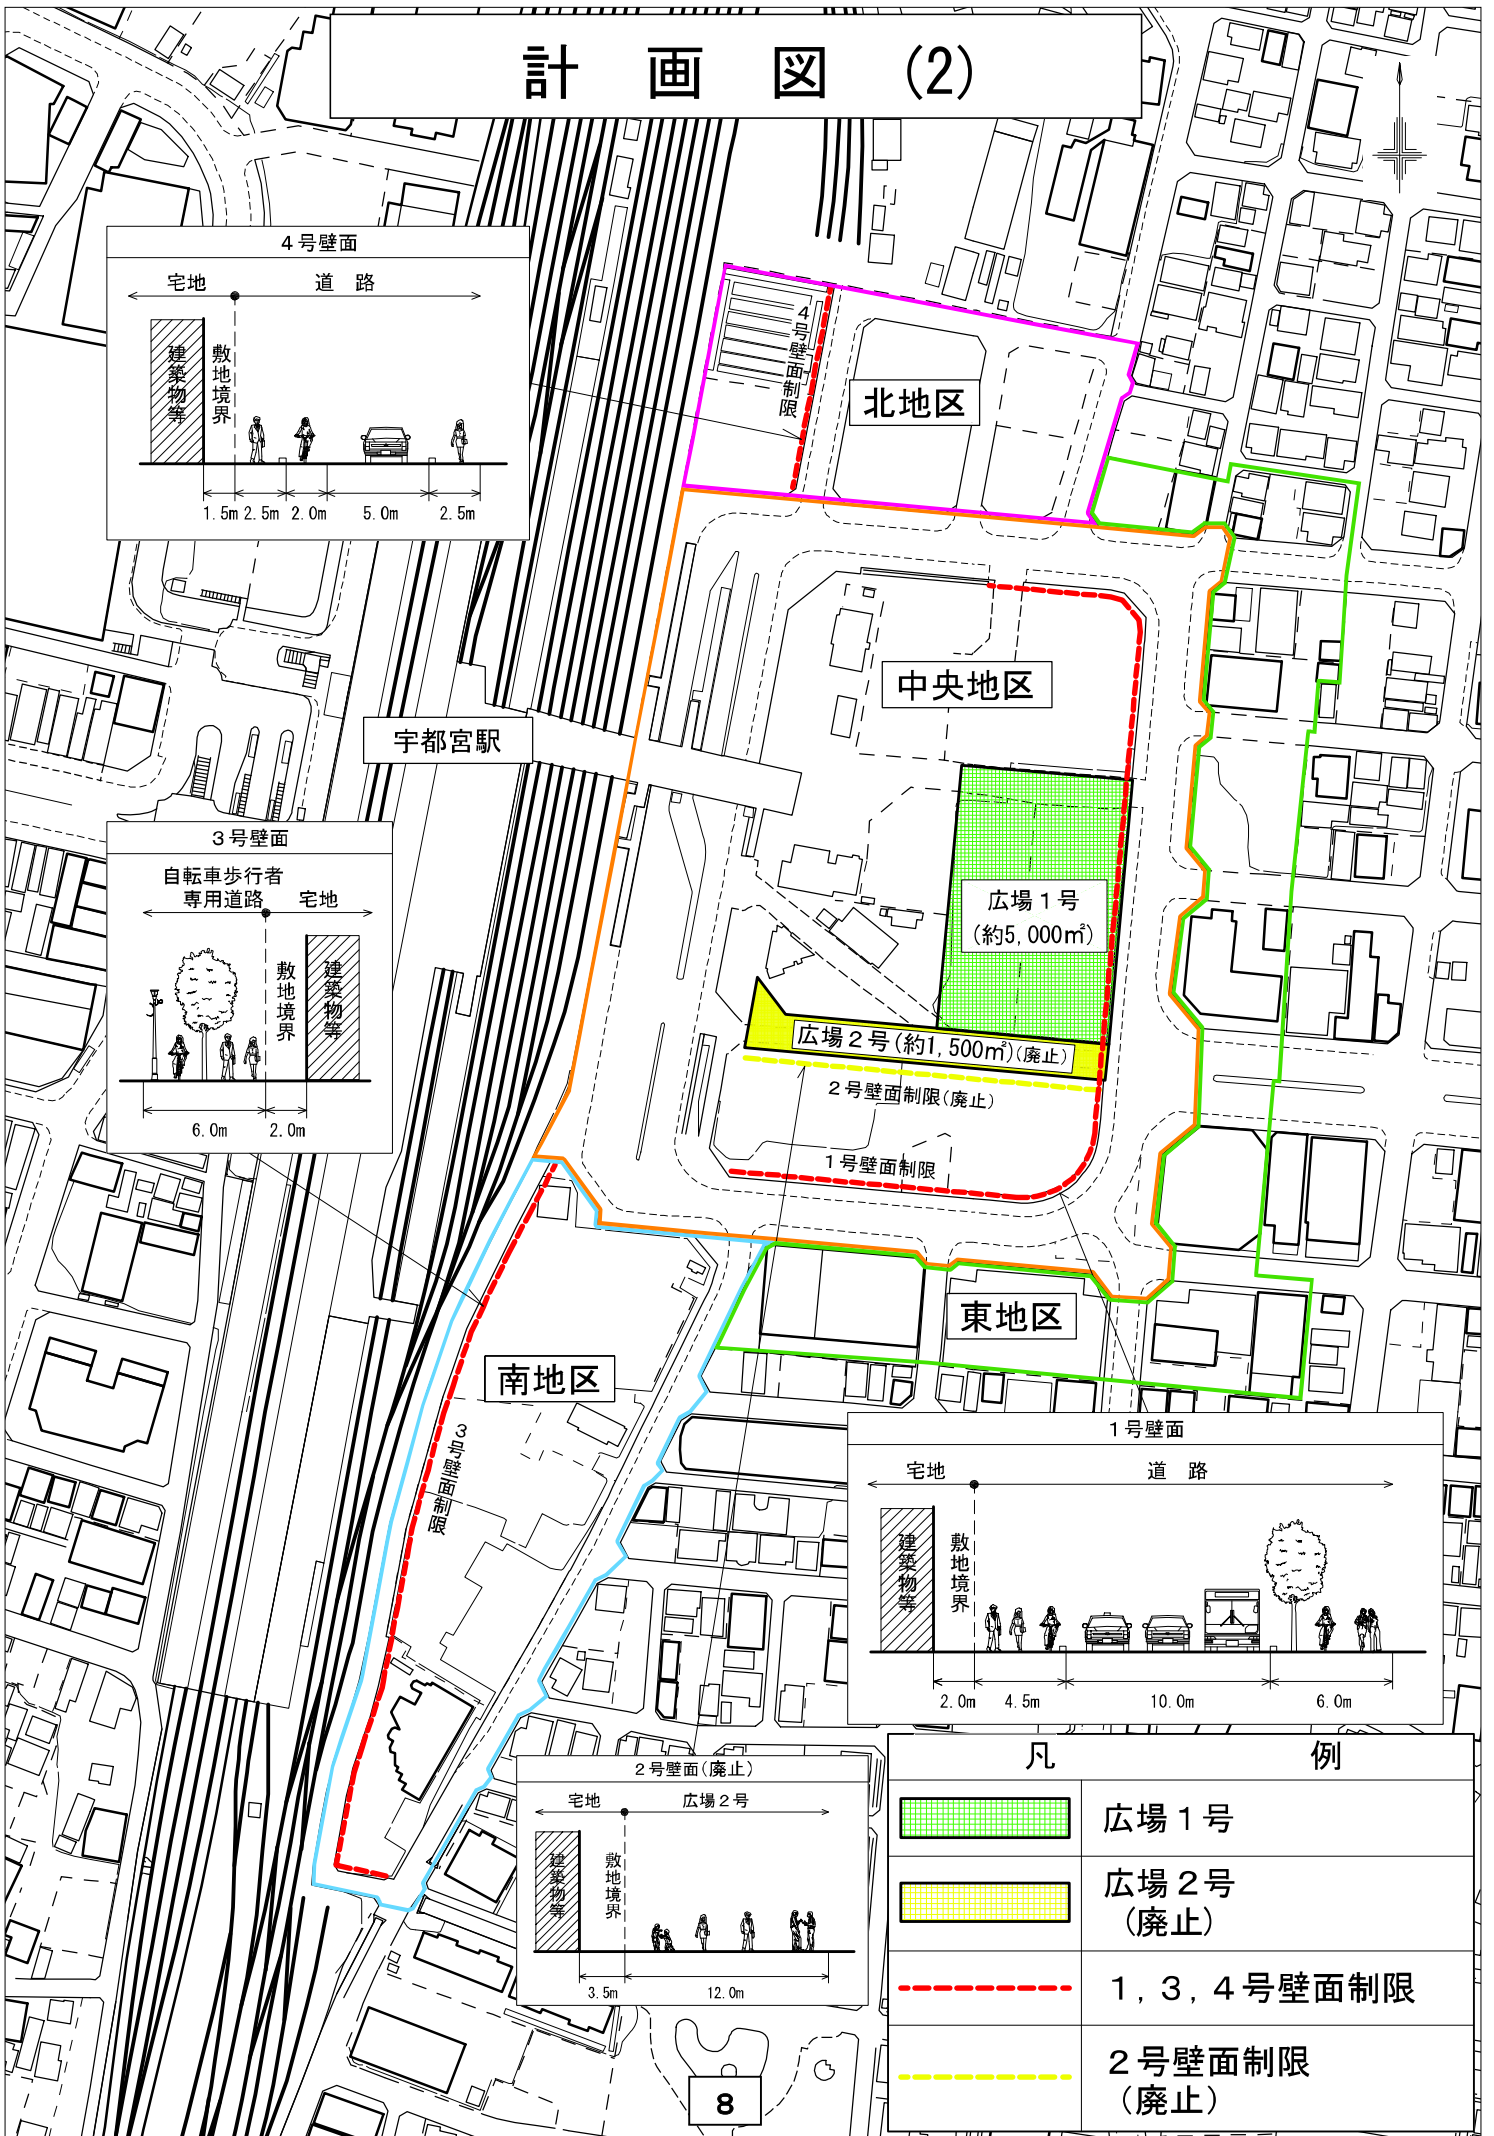 計画図(2)
4号壁面
宅地 道路
建築物等
敷地境界
1.5m 2.5m 2.0m 5.0m 2.5m
4号壁面制限
北地区
中央地区
宇都宮駅
3号壁面
自転車歩行者
専用道路 宅地
敷地境界
建築物等
6.0m 2.0m
広場1号
(約5,000㎡)
広場2号(約1,500㎡)(廃止)
2号壁面制限(廃止)
1号壁面制限
東地区
南地区
3号壁面制限
1号壁面
宅地 道路
建築物等
敷地境界
2.0m 4.5m 10.0m 6.0m
2号壁面(廃止)
宅地 広場2号
建築物等
敷地境界
3.5m 12.0m
凡例
広場1号
広場2号
(廃止)
1,3,4号壁面制限
2号壁面制限
(廃止)
8